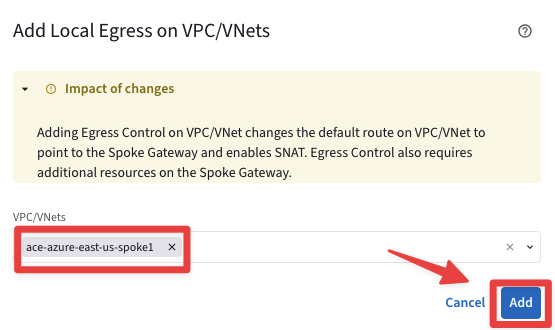 Add Local Egress on VPC/VNets
Impact of changes
Adding Egress Control on VPC/VNet changes the default route on VPC/VNet to
point to the Spoke Gateway and enables SNAT. Egress Control also requires
additional resources on the Spoke Gateway.
VPC/VNets
ace-azure-east-us-spoke1
Cancel Add